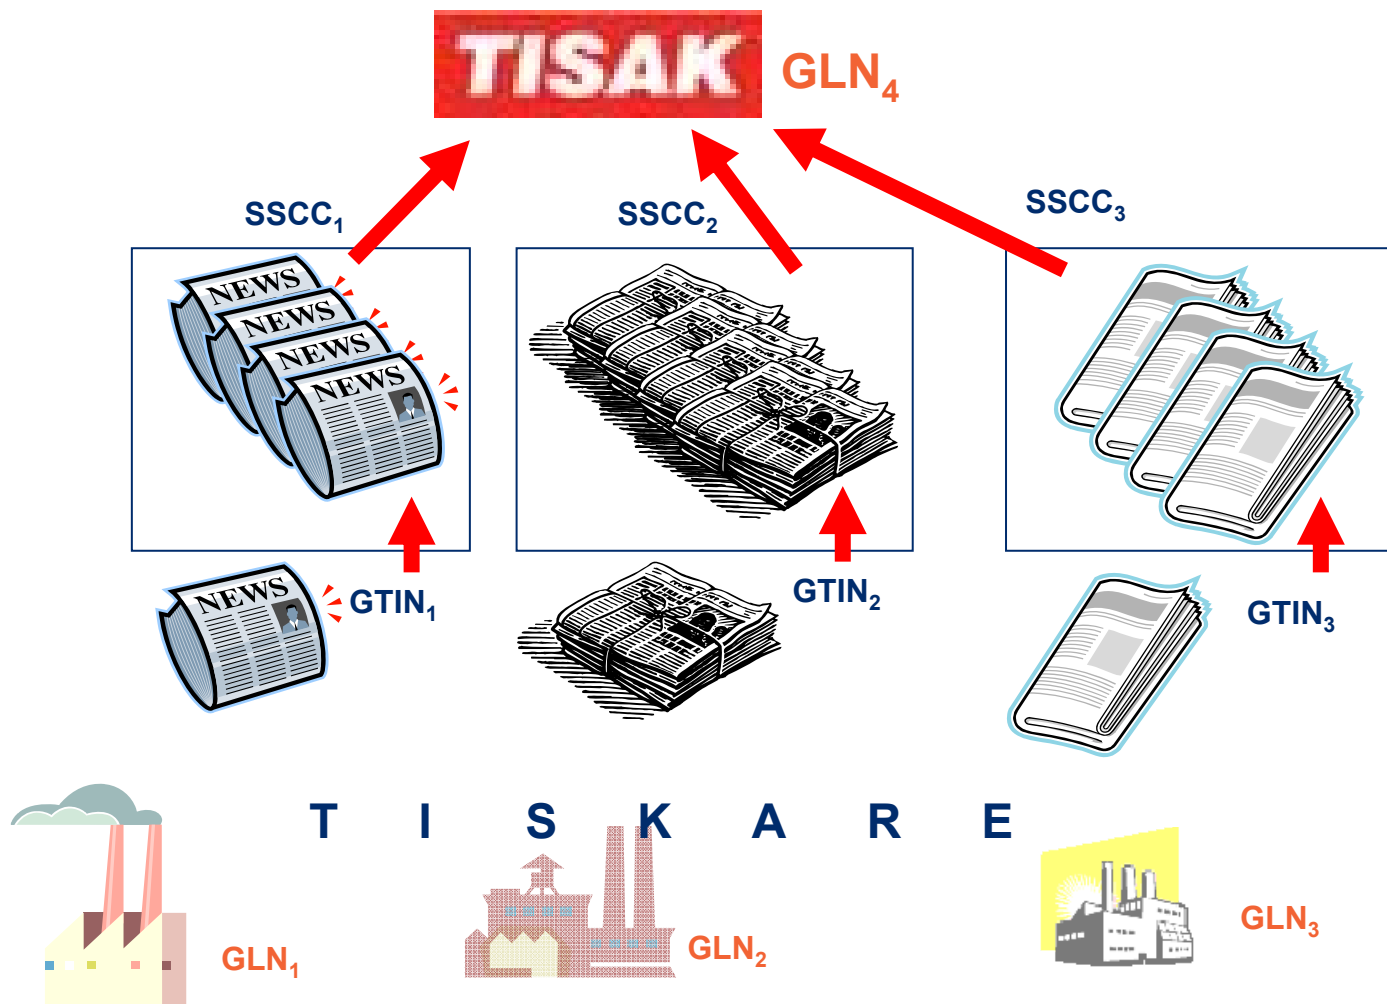 TISAK
GLN4
SSCC1
SSCC2
SSCC3
NEWS
NEWS
NEWS
NEWS
GTIN1
GTIN2
GTIN3
NEWS
T I S K A R E
GLN1
GLN2
GLN3